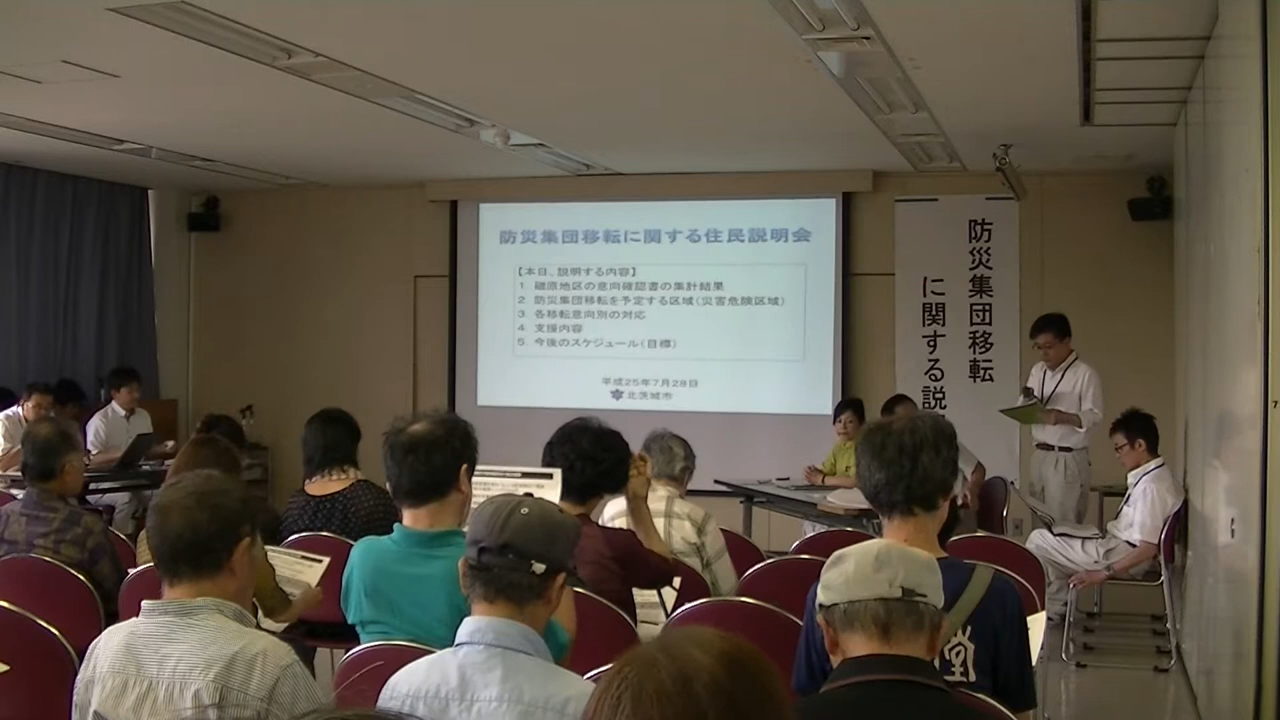 防災集団移転に関する住民説明会
【本日、説明する内容】
1. 磯原地区の意向確認書の集計結果
2. 防災集団移転を予定する区域(災害危険区域)
3. 各移転意向別の対応
4. 支援内容
5. 今後のスケジュール(目標)
平成25年7月28日
北茨城市
防災集団移転
に関する説
堂